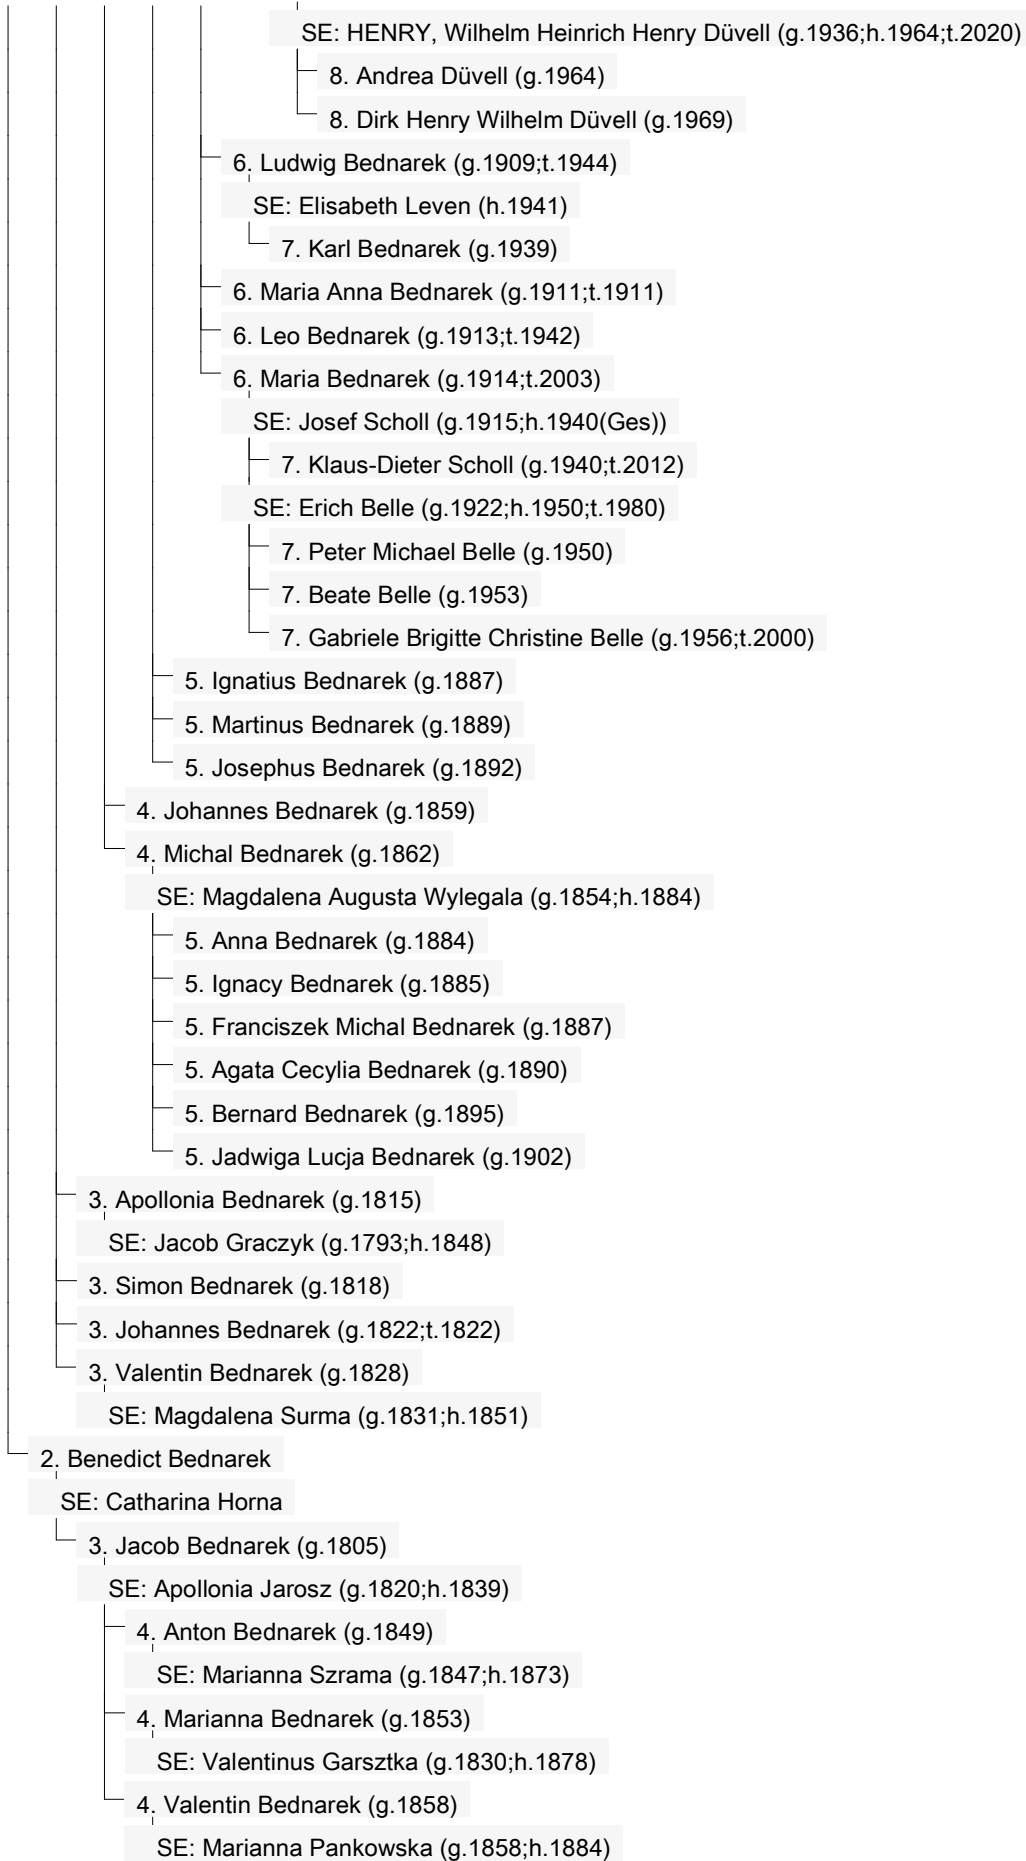 SE: HENRY, Wilhelm Heinrich Henry Düvell (g.1936;h.1964;t.2020)
8. Andrea Düvell (g.1964)
8. Dirk Henry Wilhelm Düvell (g.1969)
6. Ludwig Bednarek (g.1909;t.1944)
SE: Elisabeth Leven (h.1941)
7. Karl Bednarek (g.1939)
6. Maria Anna Bednarek (g.1911;t.1911)
6. Leo Bednarek (g.1913;t.1942)
6. Maria Bednarek (g.1914;t.2003)
SE: Josef Scholl (g.1915;h.1940(Ges))
7. Klaus-Dieter Scholl (g.1940;t.2012)
SE: Erich Belle (g.1922;h.1950;t.1980)
7. Peter Michael Belle (g.1950)
7. Beate Belle (g.1953)
7. Gabriele Brigitte Christine Belle (g.1956;t.2000)
5. Ignatius Bednarek (g.1887)
5. Martinus Bednarek (g.1889)
5. Josephus Bednarek (g.1892)
4. Johannes Bednarek (g.1859)
4. Michal Bednarek (g.1862)
SE: Magdalena Augusta Wylegala (g.1854;h.1884)
5. Anna Bednarek (g.1884)
5. Ignacy Bednarek (g.1885)
5. Franciszek Michal Bednarek (g.1887)
5. Agata Cecylia Bednarek (g.1890)
5. Bernard Bednarek (g.1895)
5. Jadwiga Lucja Bednarek (g.1902)
3. Apollonia Bednarek (g.1815)
SE: Jacob Graczyk (g.1793;h.1848)
3. Simon Bednarek (g.1818)
3. Johannes Bednarek (g.1822;t.1822)
3. Valentin Bednarek (g.1828)
SE: Magdalena Surma (g.1831;h.1851)
2. Benedict Bednarek
SE: Catharina Horna
3. Jacob Bednarek (g.1805)
SE: Apollonia Jarosz (g.1820;h.1839)
4. Anton Bednarek (g.1849)
SE: Marianna Szrama (g.1847;h.1873)
4. Marianna Bednarek (g.1853)
SE: Valentinus Garsztka (g.1830;h.1878)
4. Valentin Bednarek (g.1858)
SE: Marianna Pankowska (g.1858;h.1884)